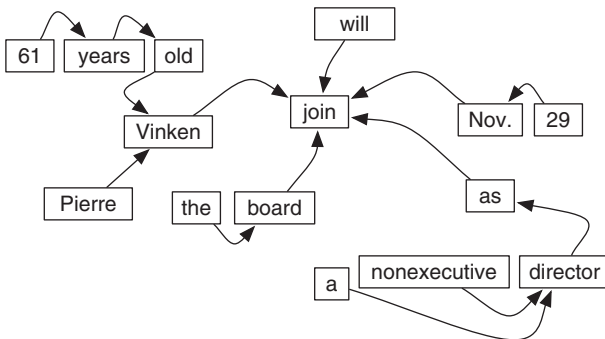 will
61 years old
join
Vinken
Nov. 29
Pierre
the board
as
nonexecutive director
a